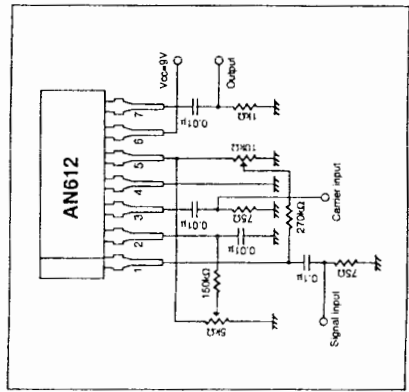 AN612
1
2
3
4
5
6
7
Vcc=9V
Output
0.01μ
1kΩ
10kΩ
0.01μ
75Ω
Carrier input
270kΩ
0.01μ
150kΩ
5kΩ
0.1μ
75Ω
Signal input